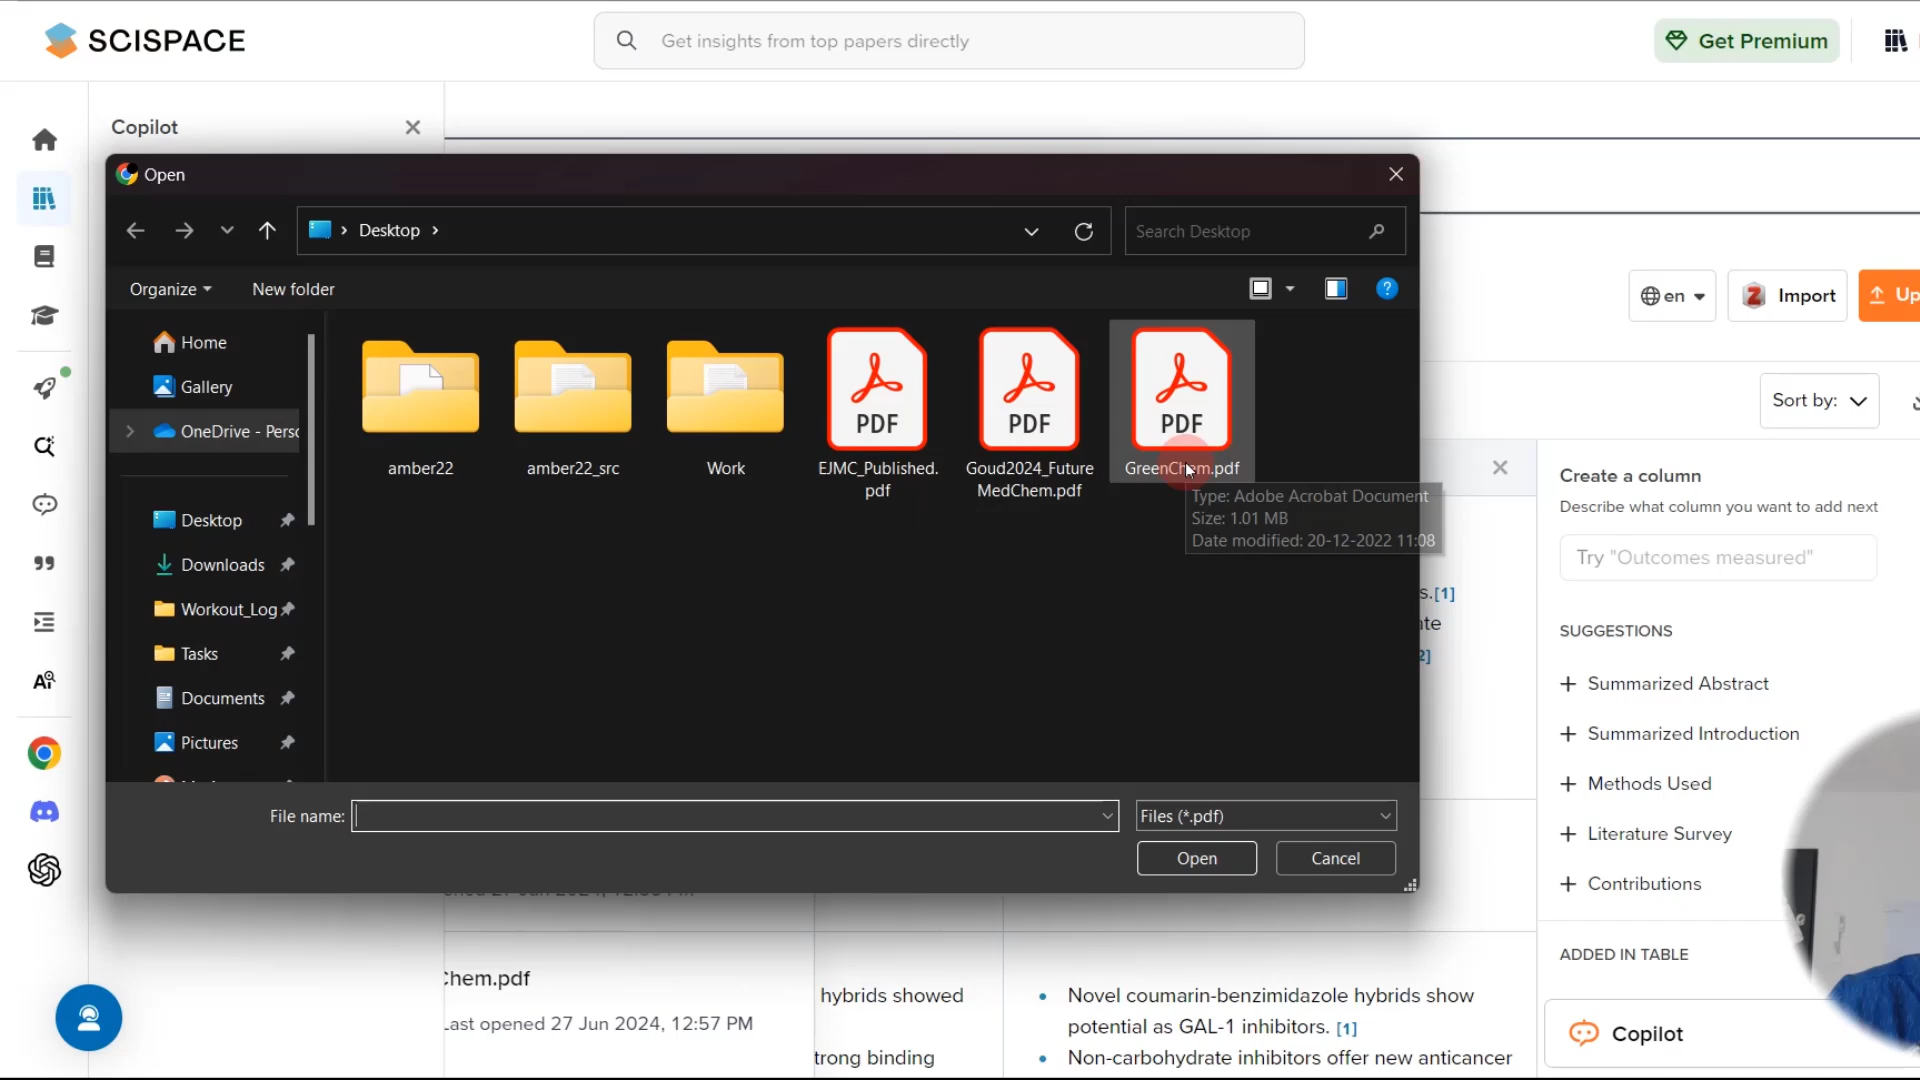 SCISPACE
Get insights from top papers directly
Get Premium
Copilot
Open
Desktop
Search Desktop
Organize
New folder
en
Import
Up
Home
Gallery
OneDrive - Perso
Desktop
Downloads
Workout_Log
Tasks
Documents
Pictures
amber22
amber22_src
Work
PDF
EJMC_Published.
pdf
PDF
Goud2024_Future
MedChem.pdf
PDF
GreenChem.pdf
Type: Adobe Acrobat Document
Size: 1.01 MB
Date modified: 20-12-2022 11:08
Sort by:
Create a column
Describe what column you want to add next
Try "Outcomes measured"
s.[1]
SUGGESTIONS
+ Summarized Abstract
+ Summarized Introduction
+ Methods Used
+ Literature Survey
+ Contributions
ADDED IN TABLE
Copilot
File name:
Files (*.pdf)
Open
Cancel
Chem.pdf
Last opened 27 Jun 2024, 12:57 PM
hybrids showed
trong binding
• Novel coumarin-benzimidazole hybrids show
potential as GAL-1 inhibitors. [1]
• Non-carbohydrate inhibitors offer new anticancer